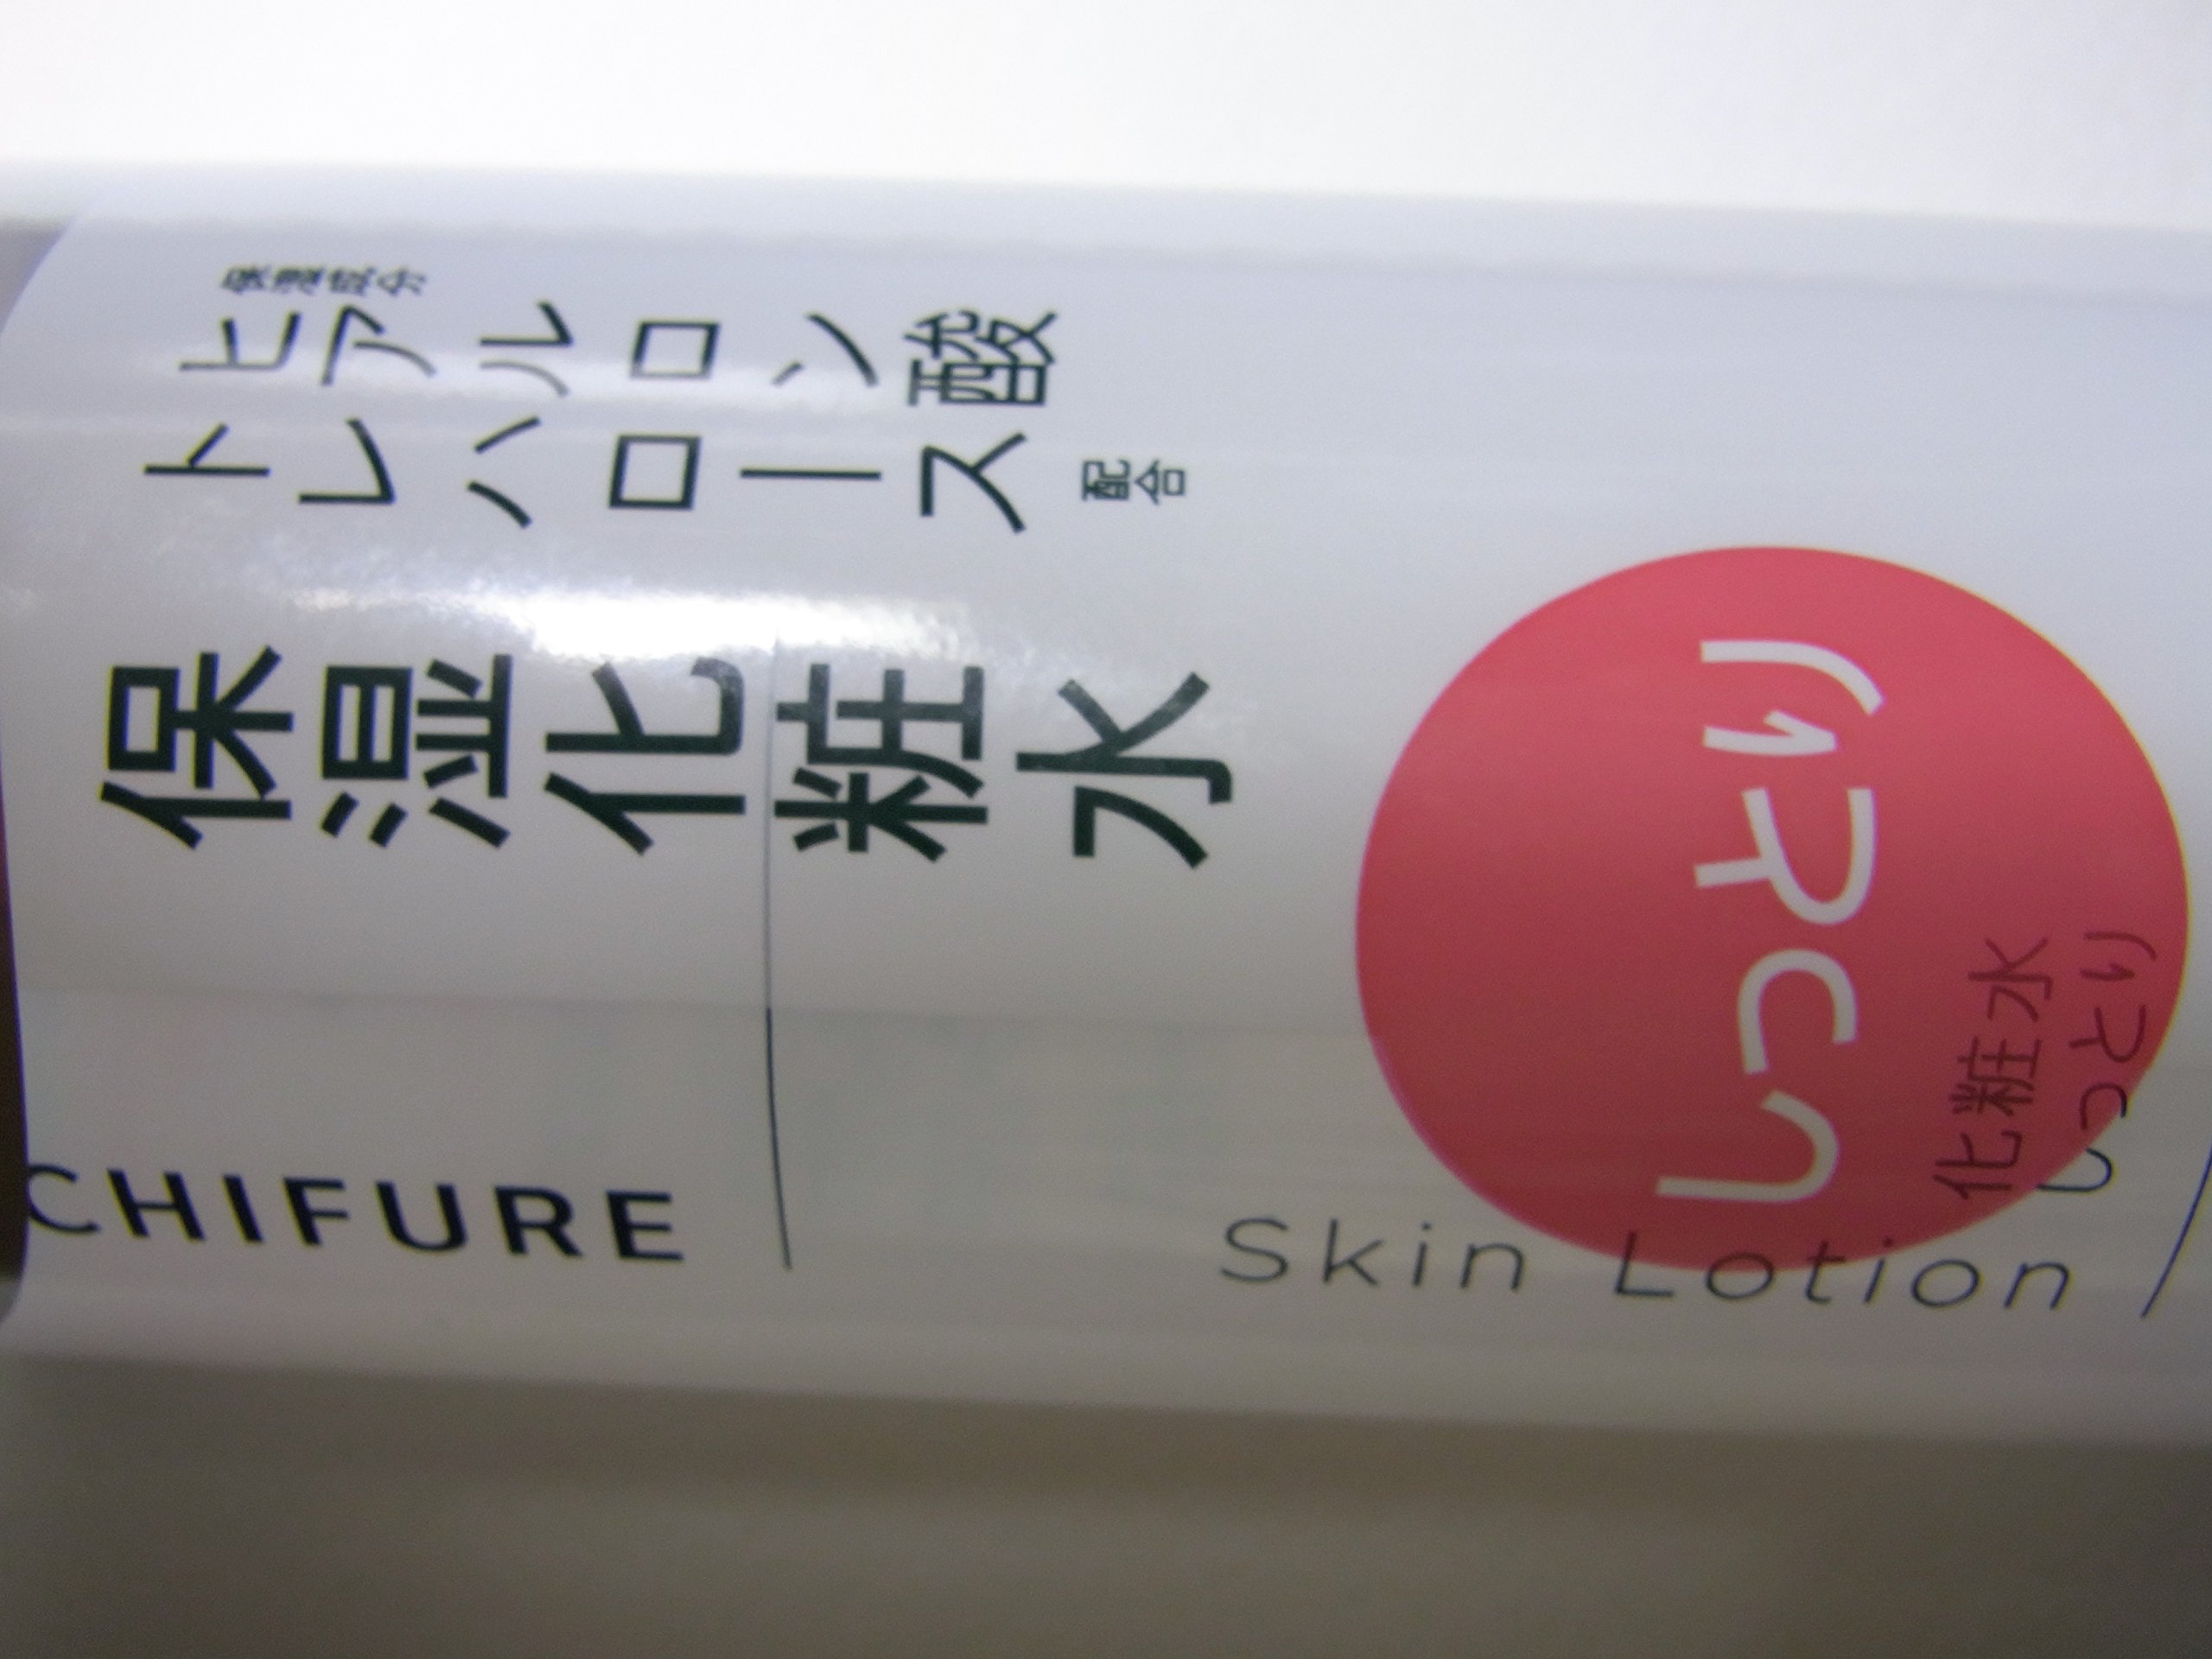 保湿成分
ヒアルロン酸
トレハロース 配合
保湿化粧水
しっとり
CHIFURE
Skin Lotion
化粧水
しっとり